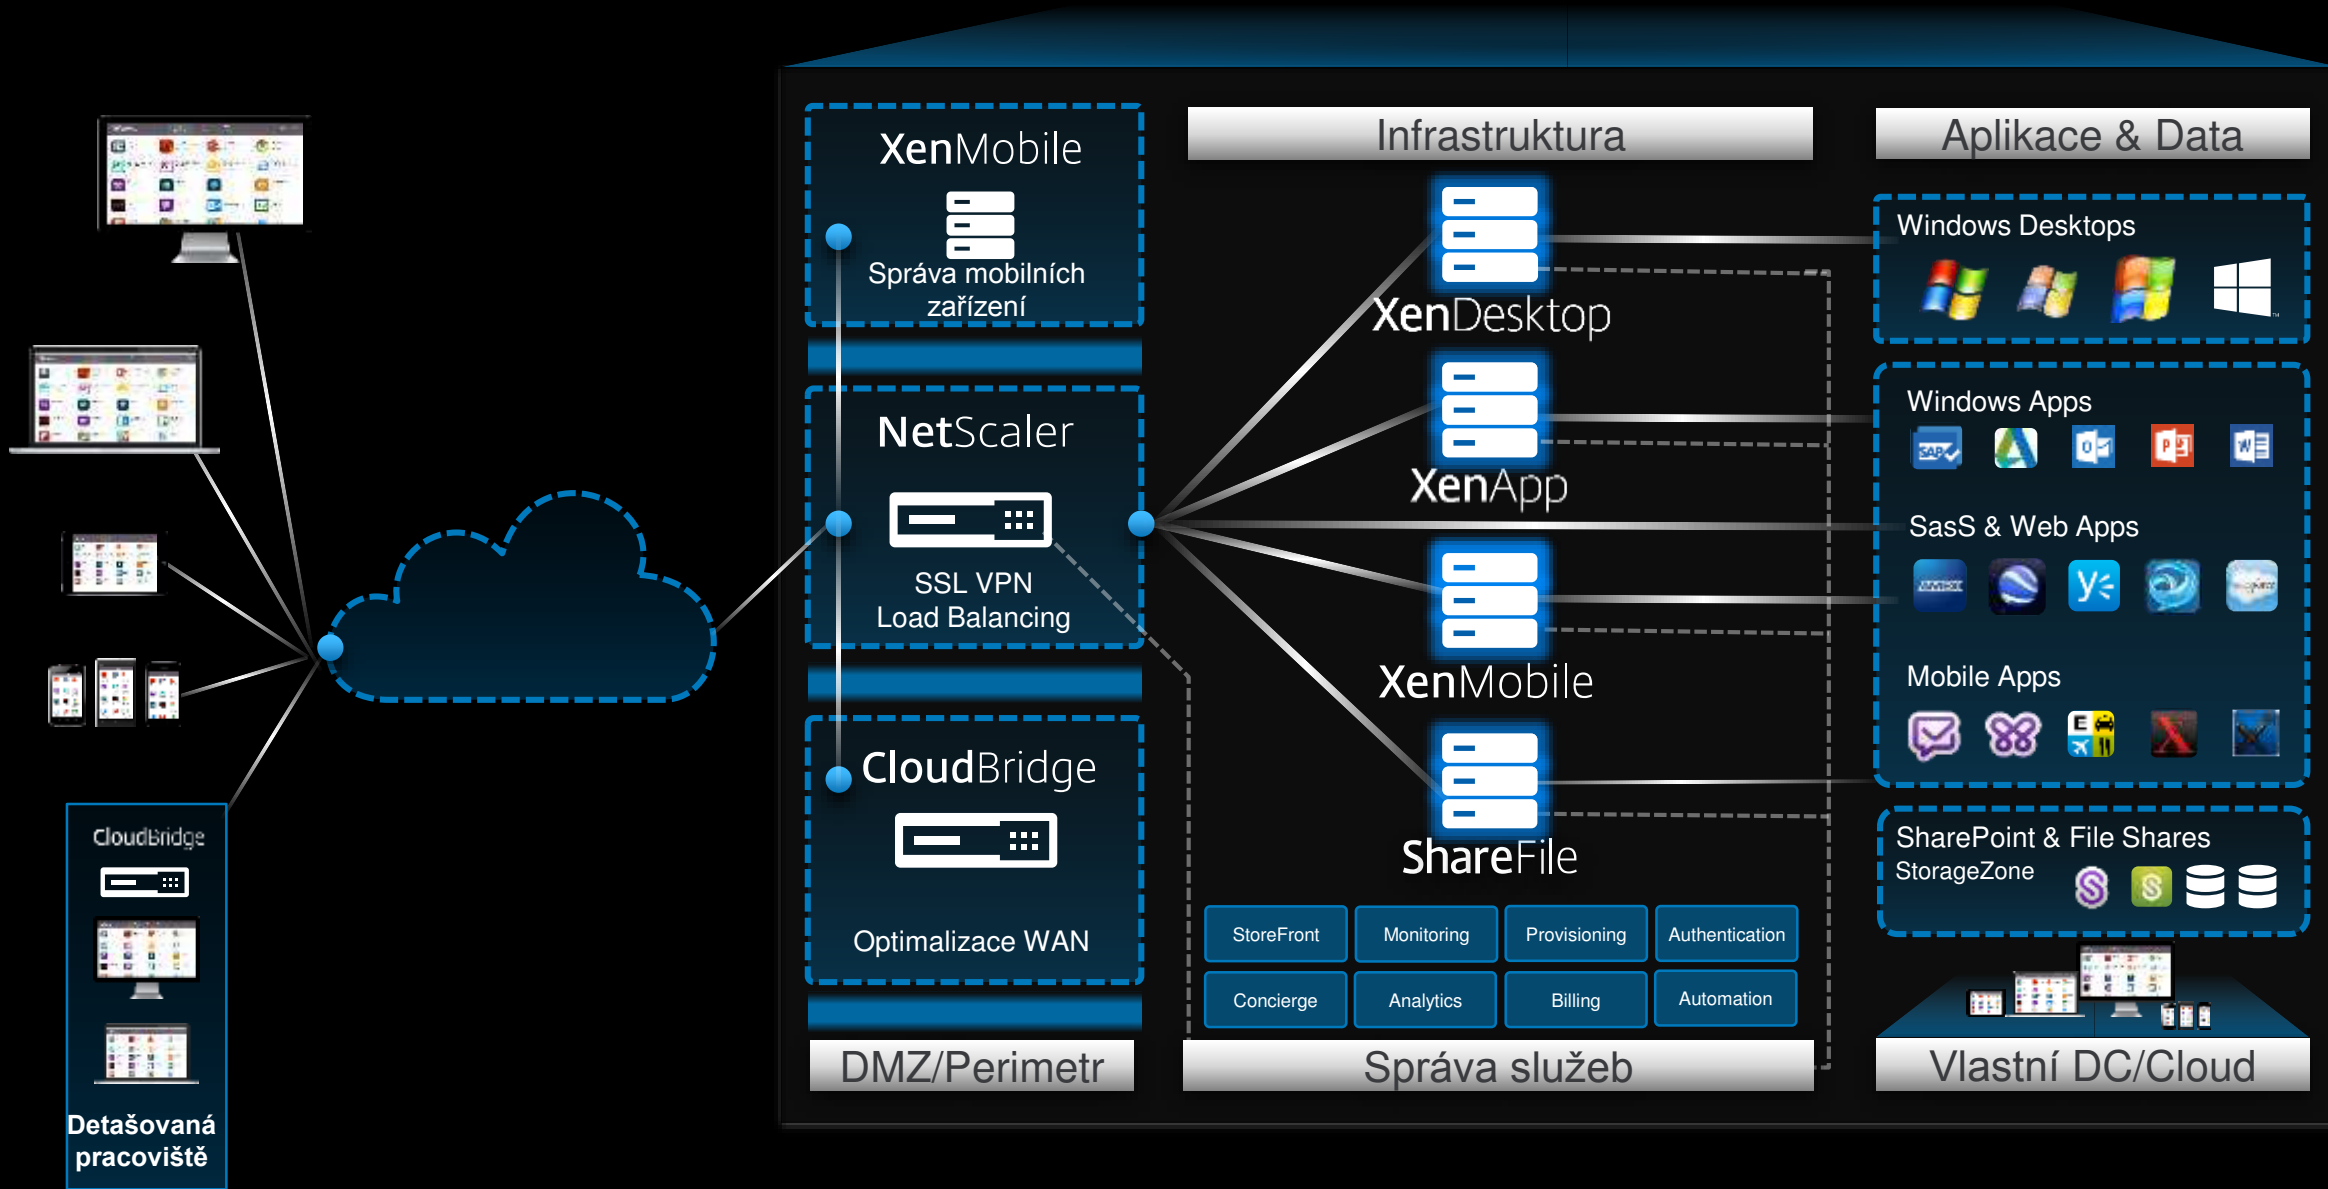 XenMobile
Správa mobilních
zařízení
NetScaler
SSL VPN
Load Balancing
CloudBridge
Optimalizace WAN
DMZ/Perimetr
CloudBridge
Detašovaná
pracoviště
Infrastruktura
XenDesktop
XenApp
XenMobile
ShareFile
StoreFront
Monitoring
Provisioning
Authentication
Concierge
Analytics
Billing
Automation
Správa služeb
Aplikace & Data
Windows Desktops
Windows Apps
SAP
SasS & Web Apps
Mobile Apps
SharePoint & File Shares
StorageZone
Vlastní DC/Cloud